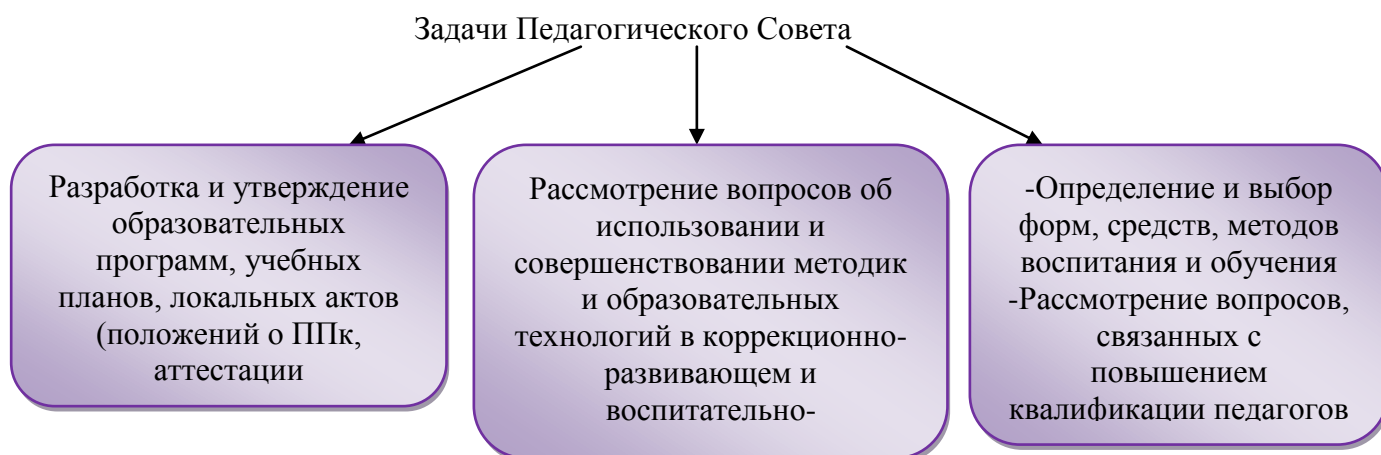 Задачи Педагогического Совета
Разработка и утверждение
образовательных
программ, учебных
планов, локальных актов
(положений о ППк,
аттестации
Рассмотрение вопросов об
использовании и
совершенствовании методик
и образовательных
технологий в коррекционно-
развивающем и
воспитательно-
-Определение и выбор
форм, средств, методов
воспитания и обучения
-Рассмотрение вопросов,
связанных с
повышением
квалификации педагогов